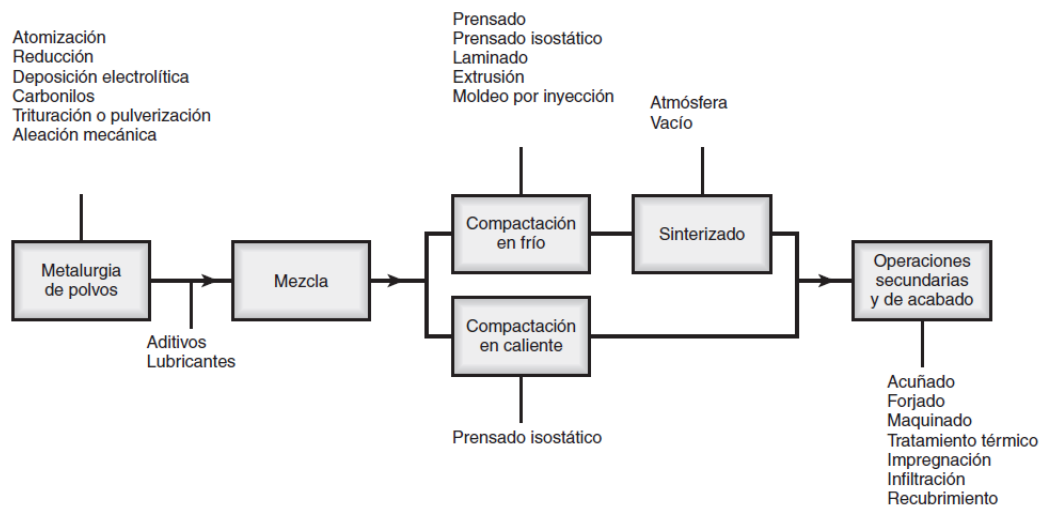 Atomización
Reducción
Deposición electrolítica
Carbonilos
Trituración o pulverización
Aleación mecánica
Prensado
Prensado isostático
Laminado
Extrusión
Moldeo por inyección
Atmósfera
Vacío
Metalurgia
de polvos
Aditivos
Lubricantes
Mezcla
Compactación
en frío
Sinterizado
Compactación
en caliente
Prensado isostático
Operaciones
secundarias
y de acabado
Acuñado
Forjado
Maquinado
Tratamiento térmico
Impregnación
Infiltración
Recubrimiento